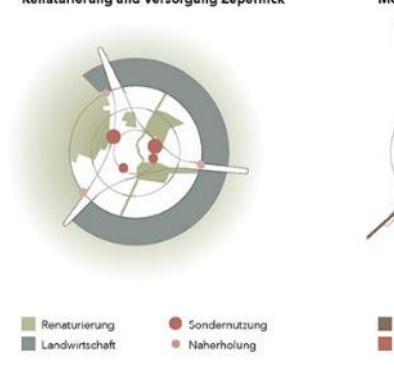 Renaturierung und Versorgung Zepernick
Renaturierung
Sondernutzung
Landwirtschaft
Naherholung